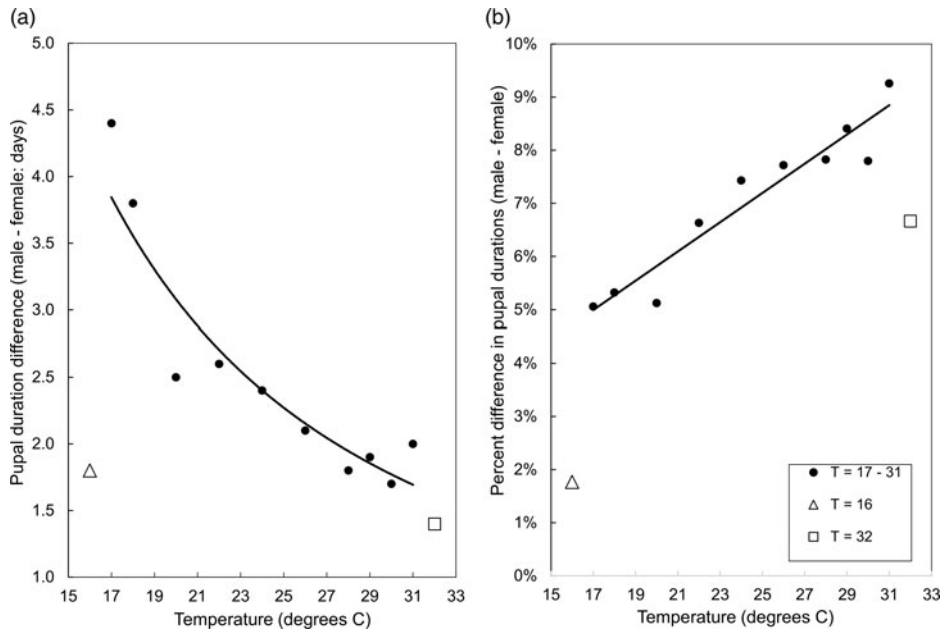 (a)
5.0
4.5
4.0
3.5
3.0
2.5
2.0
1.5
1.0
Pupal duration difference (male - female: days)
15 17 19 21 23 25 27 29 31 33
Temperature (degrees C)
(b)
10%
9%
8%
7%
6%
5%
4%
3%
2%
1%
0%
Percent difference in pupal durations (male - female)
T = 17 - 31
T = 16
T = 32
15 17 19 21 23 25 27 29 31 33
Temperature (degrees C)